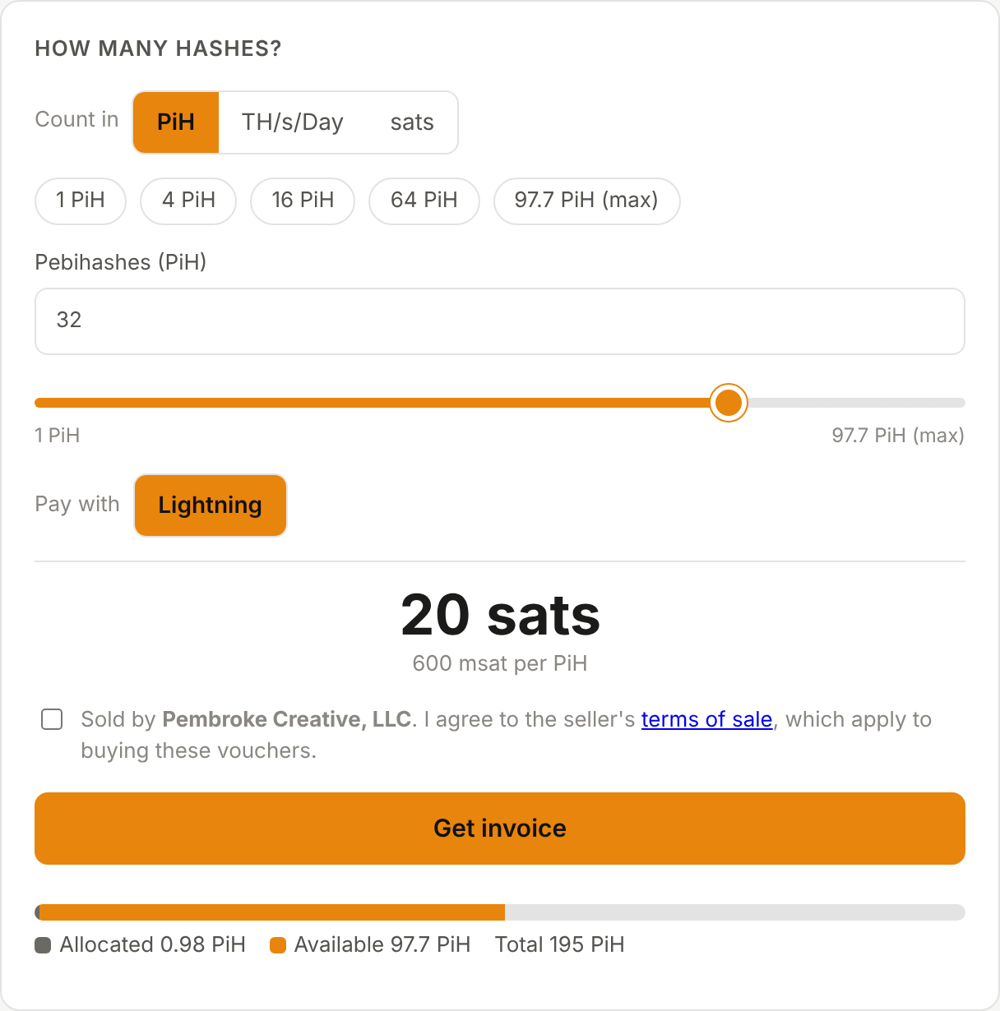 HOW MANY HASHES?
Count in PiH TH/s/Day sats
1 PiH 4 PiH 16 PiH 64 PiH 97.7 PiH (max)
Pebihashes (PiH)
32
1 PiH 97.7 PiH (max)
Pay with Lightning
20 sats
600 msat per PiH
Sold by Pembroke Creative, LLC. I agree to the seller's terms of sale, which apply to
buying these vouchers.
Get invoice
Allocated 0.98 PiH Available 97.7 PiH Total 195 PiH